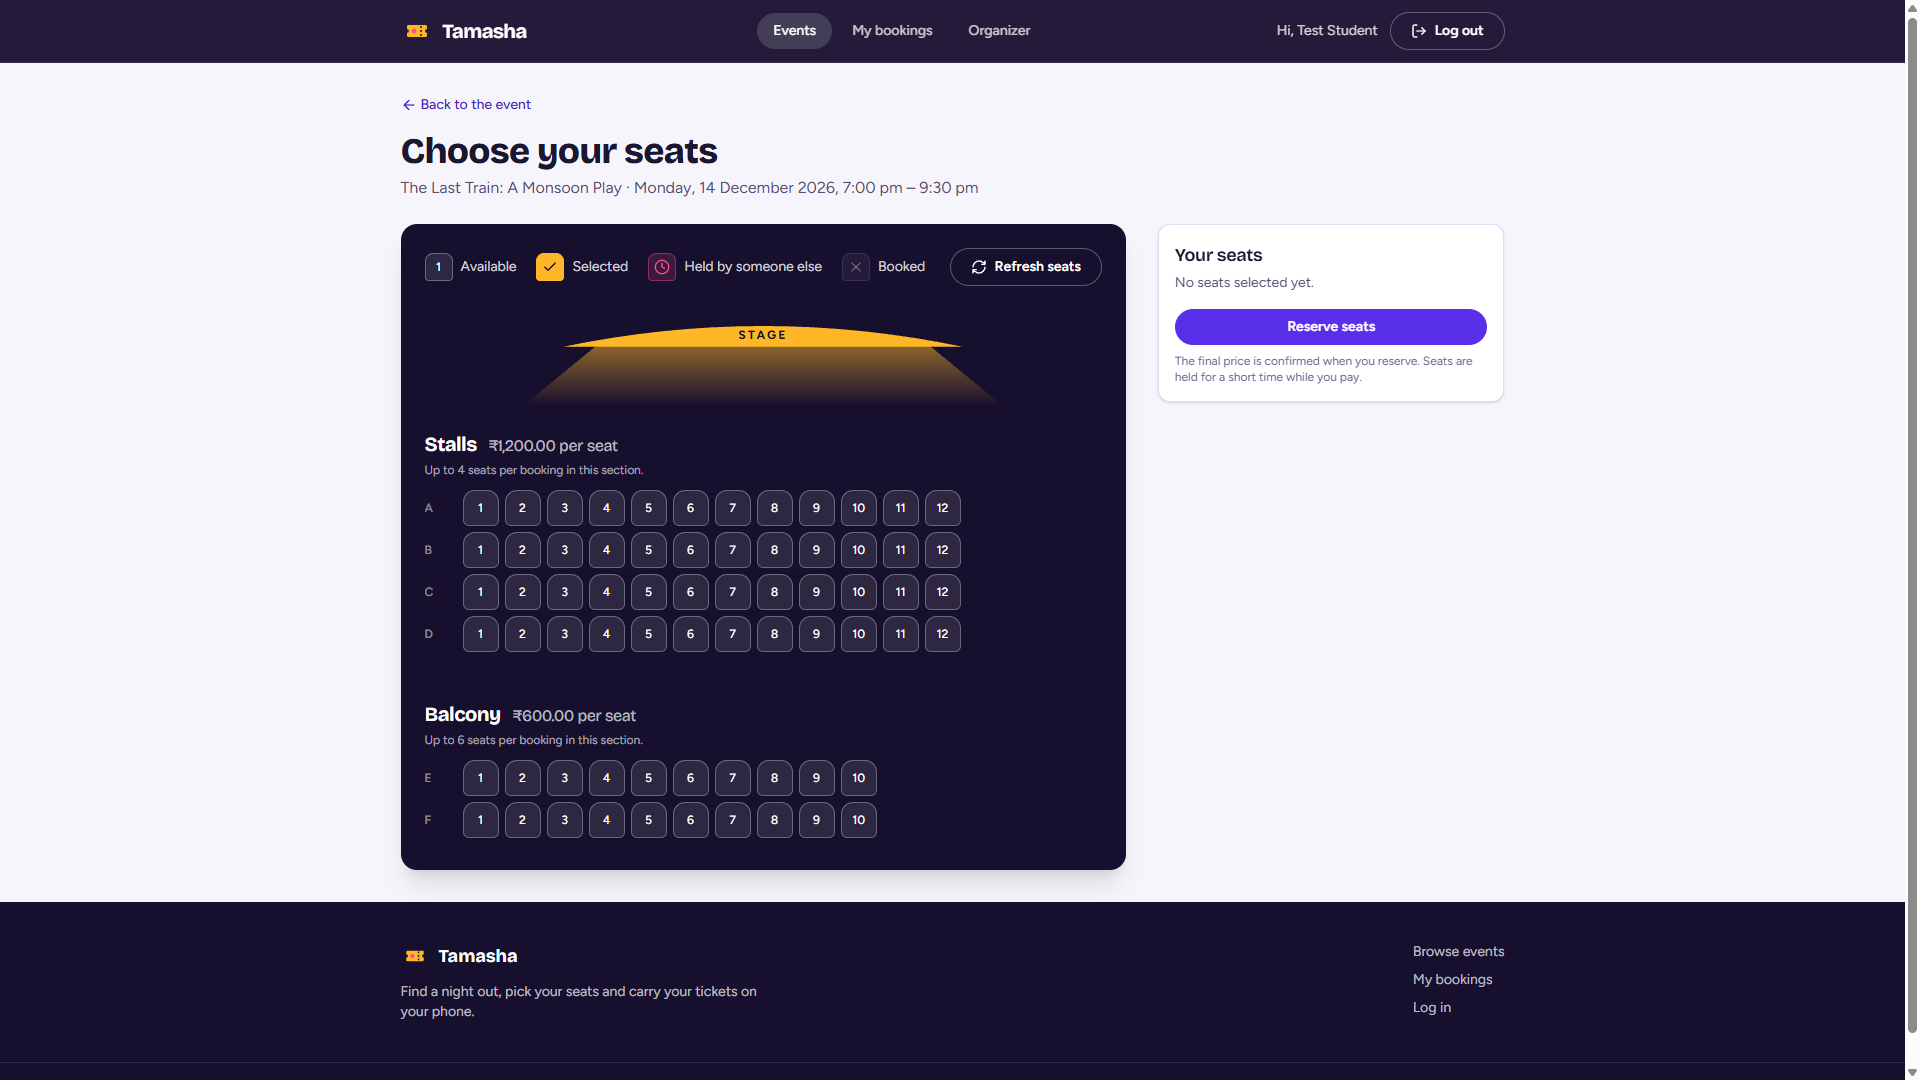 Tamasha
Events
My bookings
Organizer
Hi, Test Student
Log out
Back to the event
Choose your seats
The Last Train: A Monsoon Play · Monday, 14 December 2026, 7:00 pm – 9:30 pm
1 Available
Selected
Held by someone else
Booked
Refresh seats
STAGE
Stalls ₹1,200.00 per seat
Up to 4 seats per booking in this section.
A 1 2 3 4 5 6 7 8 9 10 11 12
B 1 2 3 4 5 6 7 8 9 10 11 12
C 1 2 3 4 5 6 7 8 9 10 11 12
D 1 2 3 4 5 6 7 8 9 10 11 12
Balcony ₹600.00 per seat
Up to 6 seats per booking in this section.
E 1 2 3 4 5 6 7 8 9 10
F 1 2 3 4 5 6 7 8 9 10
Your seats
No seats selected yet.
Reserve seats
The final price is confirmed when you reserve. Seats are
held for a short time while you pay.
Tamasha
Find a night out, pick your seats and carry your tickets on
your phone.
Browse events
My bookings
Log in